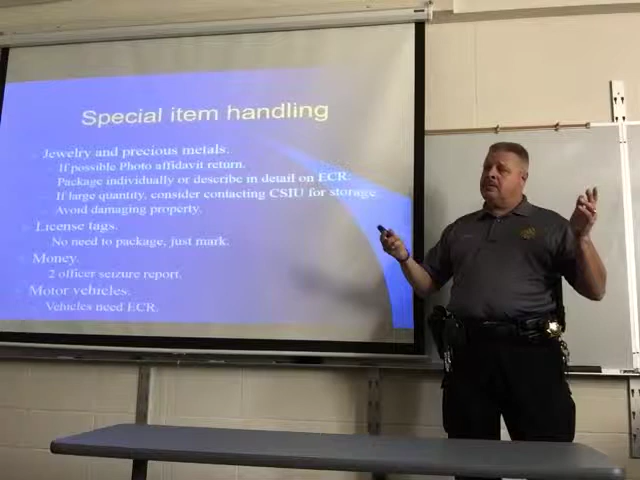 Special item handling
Jewelry and precious metals.
If possible Photo affidavit return.
Package individually or describe in detail on ECR.
If large quantity, consider contacting CSIU for storage.
Avoid damaging property.
License tags.
No need to package, just mark.
Money.
2 officer seizure report.
Motor vehicles.
Vehicles need ECR.